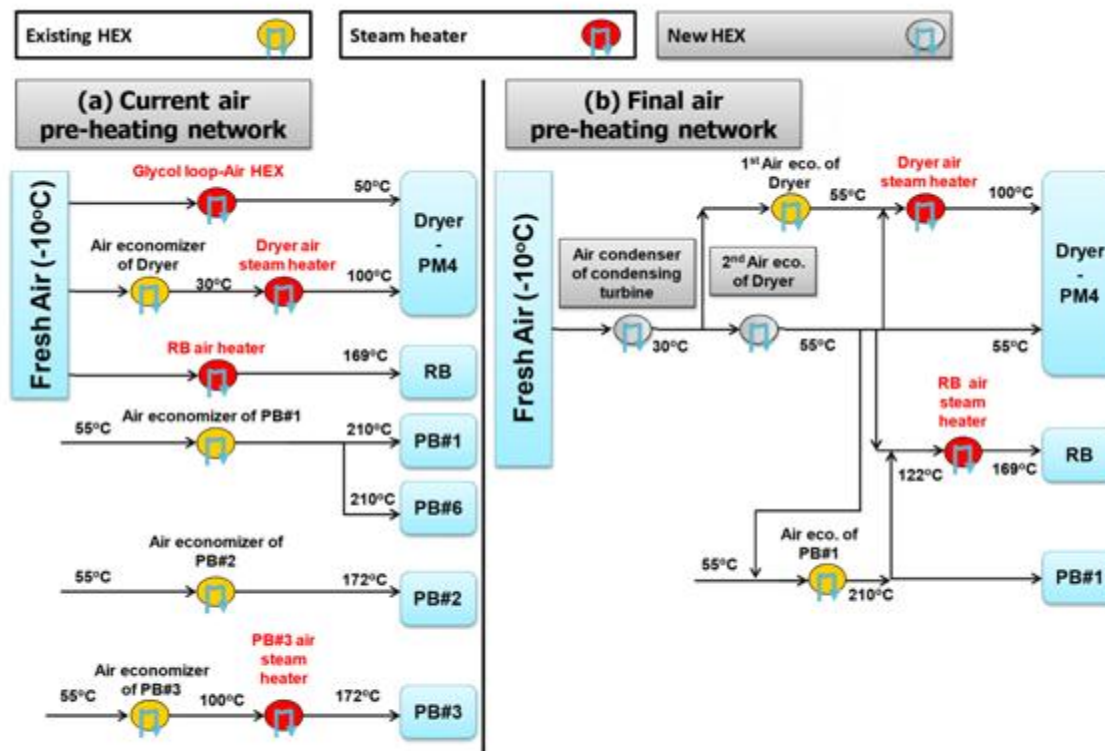 Existing HEX
Steam heater
New HEX
(a) Current air
pre-heating network
Fresh Air (-10°C)
Glycol loop-Air HEX
50°C
Air economizer
of Dryer
30°C
Dryer air
steam heater
100°C
Dryer
-
PM4
RB air heater
169°C
RB
Air economizer of PB#1
55°C
210°C
PB#1
210°C
PB#6
Air economizer of
PB#2
55°C
172°C
PB#2
Air economizer
of PB#3
55°C
100°C
PB#3 air
steam
heater
172°C
PB#3
(b) Final air
pre-heating network
Fresh Air (-10°C)
1st Air eco. of
Dryer
55°C
Dryer air
steam heater
100°C
Dryer
-
PM4
Air condenser
of condensing
turbine
30°C
2nd Air eco.
of Dryer
55°C
55°C
RB air
steam
heater
122°C
169°C
RB
Air eco. of
PB#1
55°C
210°C
PB#1